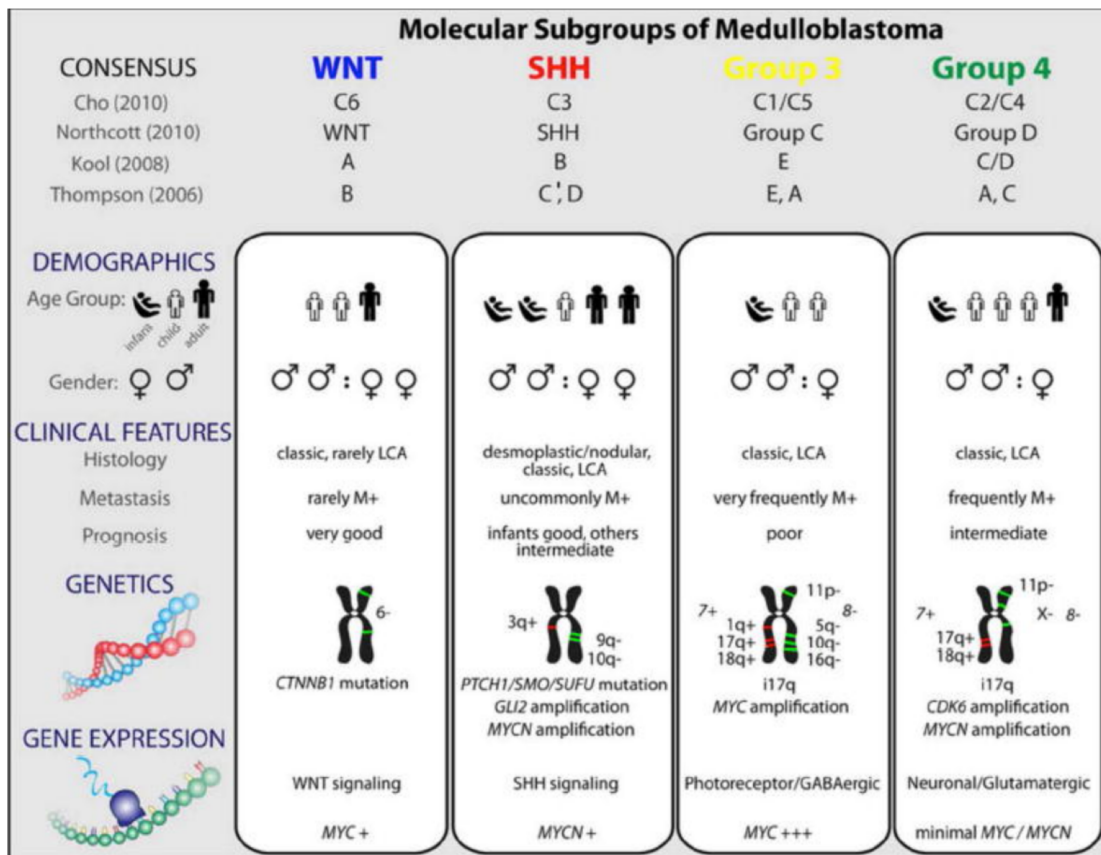 Molecular Subgroups of Medulloblastoma
CONSENSUS WNT SHH Group 3 Group 4
Cho (2010) C6 C3 C1/C5 C2/C4
Northcott (2010) WNT SHH Group C Group D
Kool (2008) A B E C/D
Thompson (2006) B C', D E, A A, C
DEMOGRAPHICS
Age Group:
infant child adult
Gender: ♀ ♂ ♂ ♂ : ♀ ♀ ♂ ♂ : ♀ ♀ ♂ ♂ : ♀ ♂ ♂ : ♀
CLINICAL FEATURES
Histology classic, rarely LCA desmoplastic/nodular, classic, LCA classic, LCA
classic, LCA
Metastasis rarely M+ uncommonly M+ very frequently M+ frequently M+
Prognosis very good infants good, others poor intermediate
intermediate
GENETICS
6-
3q+ 9q-
10q-
7+ 11p- 8-
1q+ 5q-
17q+ 10q-
18q+ 16q-
7+ 11p- X- 8-
17q+
18q+
i17q i17q
CTNNB1 mutation PTCH1/SMO/SUFU mutation MYC amplification CDK6 amplification
GLI2 amplification MYCN amplification
MYCN amplification
GENE EXPRESSION
WNT signaling SHH signaling Photoreceptor/GABAergic Neuronal/Glutamatergic
MYC + MYCN + MYC +++ minimal MYC / MYCN